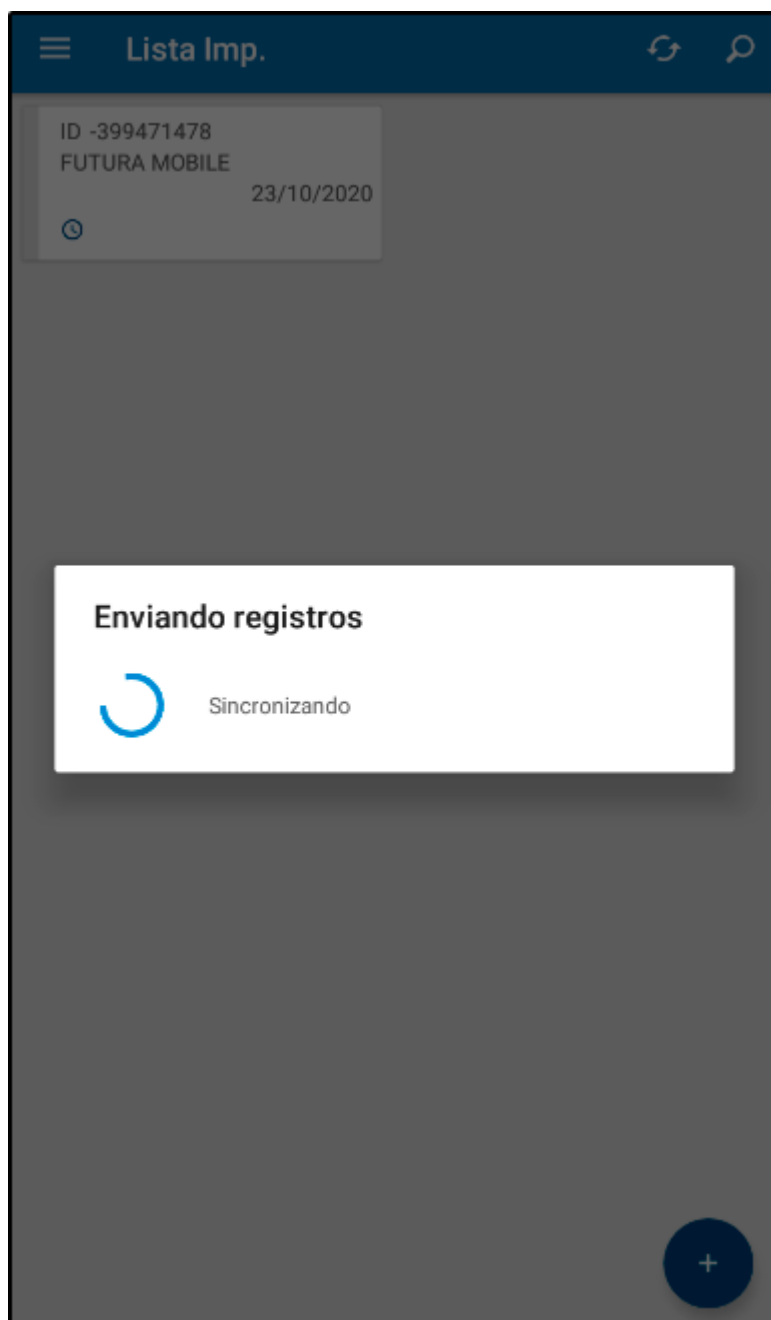 Lista Imp.
ID -399471478
FUTURA MOBILE
23/10/2020
Enviando registros
Sincronizando
+